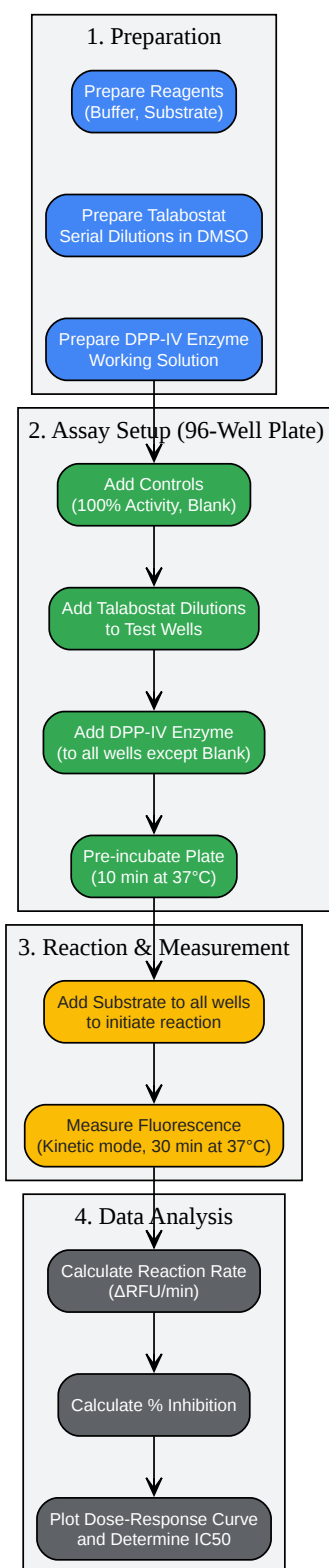 1. Preparation
Prepare Reagents
(Buffer, Substrate)
Prepare Talabostat
Serial Dilutions in DMSO
Prepare DPP-IV Enzyme
Working Solution
2. Assay Setup (96-Well Plate)
Add Controls
(100% Activity, Blank)
Add Talabostat Dilutions
to Test Wells
Add DPP-IV Enzyme
(to all wells except Blank)
Pre-incubate Plate
(10 min at 37°C)
3. Reaction & Measurement
Add Substrate to all wells
to initiate reaction
Measure Fluorescence
(Kinetic mode, 30 min at 37°C)
4. Data Analysis
Calculate Reaction Rate
(ΔRFU/min)
Calculate % Inhibition
Plot Dose-Response Curve
and Determine IC50